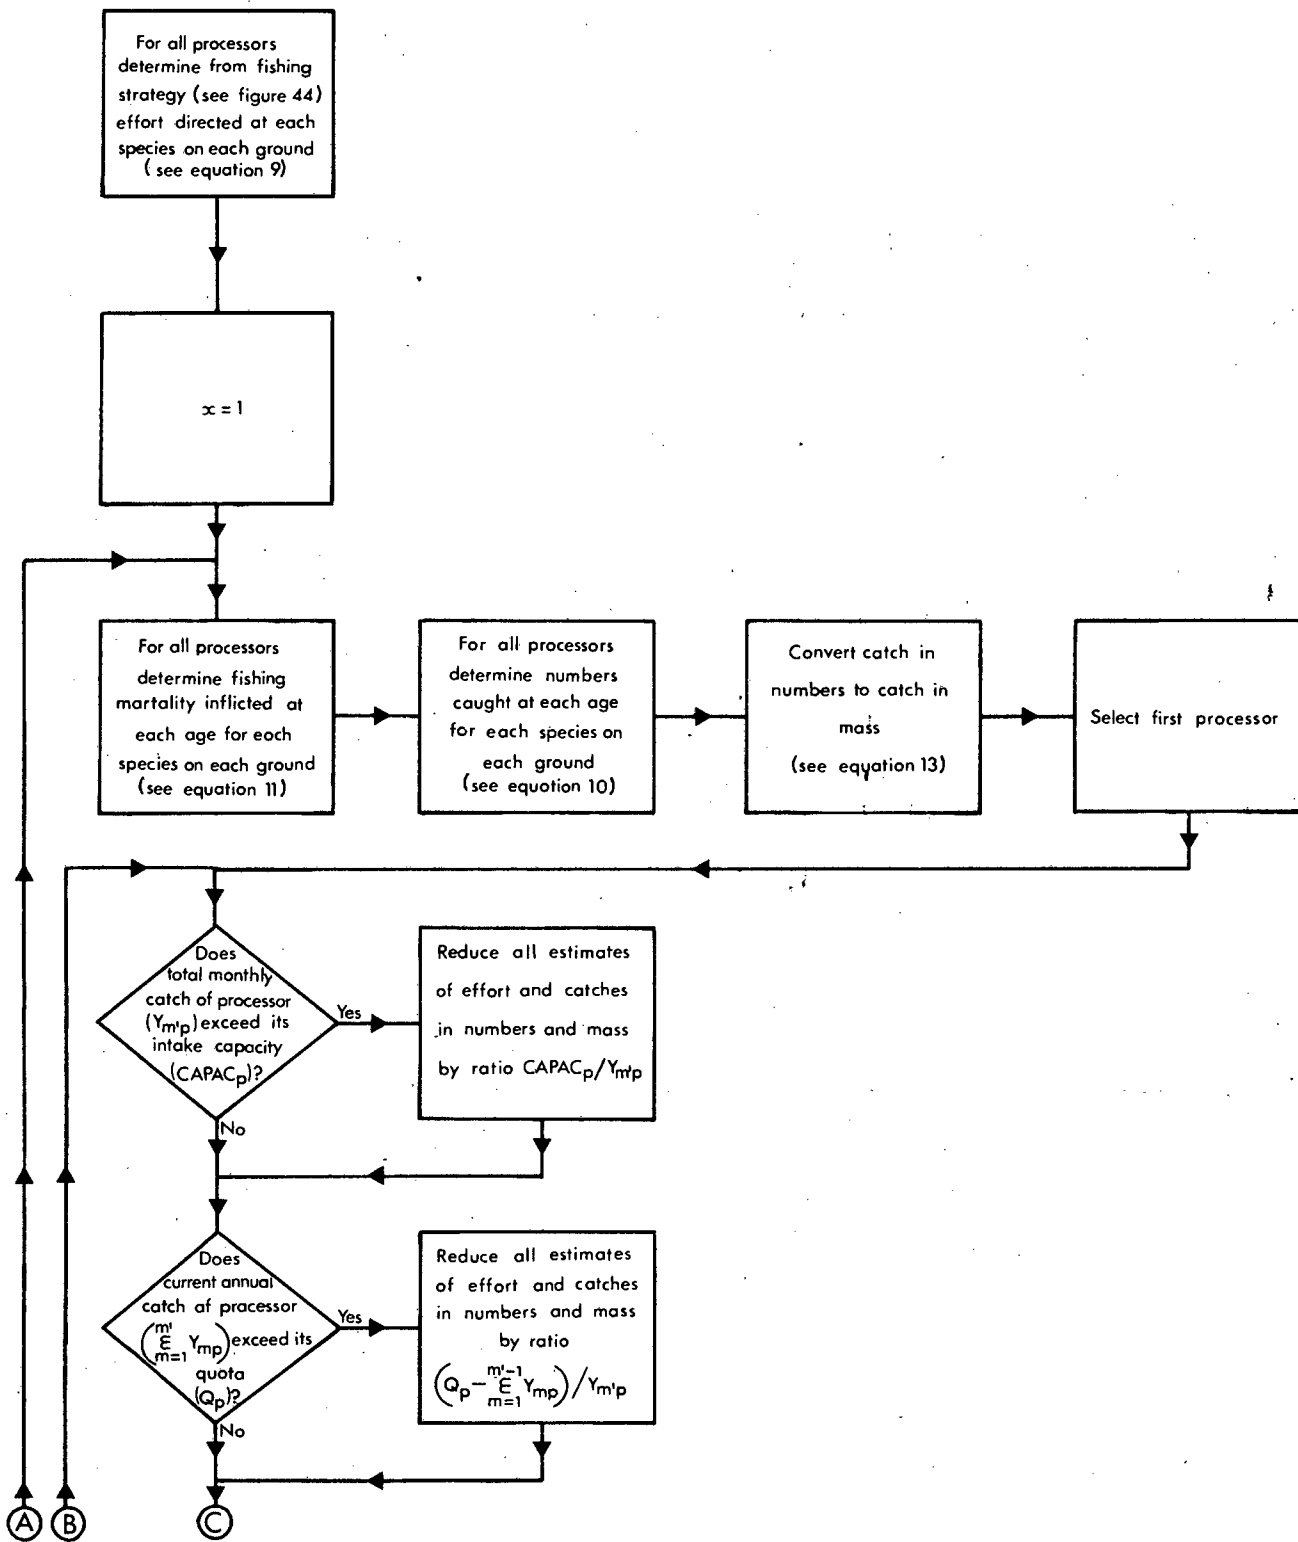 For all processors
determine from fishing
strategy (see figure 44)
effort directed at each
species on each ground
(see equation 9)
x = 1
For all processors
determine fishing
martality inflicted at
each age for eoch
species on each ground
(see equation 11)
For all processors
determine numbers
caught at each age
for each species on
each ground
(see equotion 10)
Convert catch in
numbers to catch in
mass
(see equation 13)
Select first processor
Does
total monthly
catch of processor
(Ym'p) exceed its
intake capacity
(CAPACp)?
Yes
No
Reduce all estimates
of effort and catches
in numbers and mass
by ratio CAPACp/Ym'p
Does
current annual
catch af pracessor
(m' Σ m=1 Ymp) exceed its
quota
(Qp)?
Yes
No
Reduce all estimates
of effort and catches
in numbers and mass
by ratio
(Qp – m'-1 Σ m=1 Ymp) / Ym'p
A
B
C